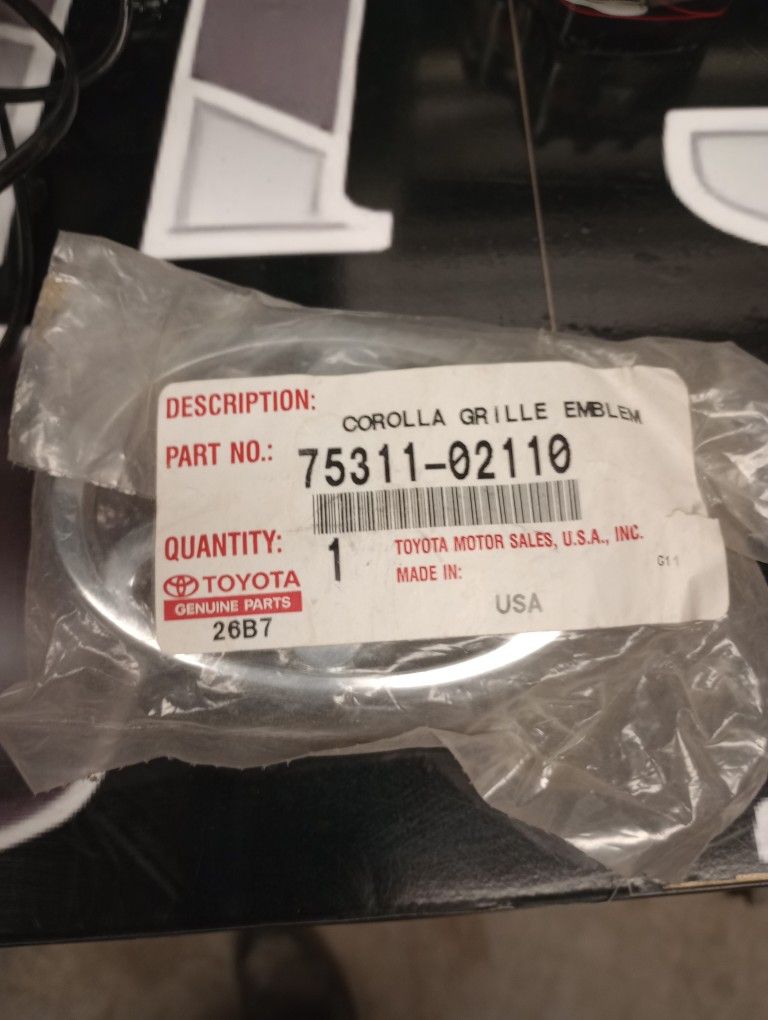 DESCRIPTION:
COROLLA GRILLE EMBLEM
PART NO.:
75311-02110
QUANTITY:
1
TOYOTA MOTOR SALES, U.S.A., INC.
MADE IN:
G11
USA
TOYOTA
GENUINE PARTS
26B7